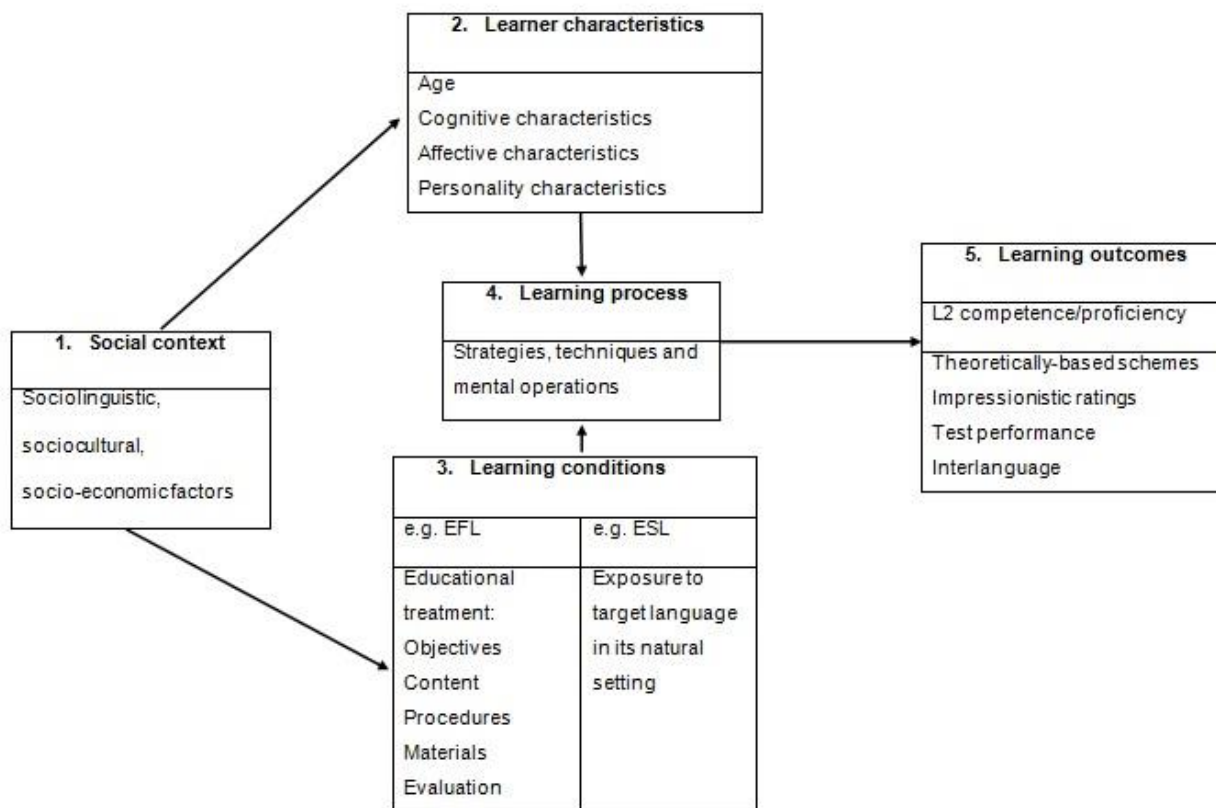 2. Learner characteristics
Age
Cognitive characteristics
Affective characteristics
Personality characteristics
5. Learning outcomes
L2 competence/proficiency
Theoretically-based schemes
Impressionistic ratings
Test performance
Interlanguage
4. Learning process
Strategies, techniques and
mental operations
1. Social context
Sociolinguistic,
sociocultural,
socio-economic factors
3. Learning conditions
e.g. EFL
Educational
treatment:
Objectives
Content
Procedures
Materials
Evaluation
e.g. ESL
Exposure to
target language
in its natural
setting